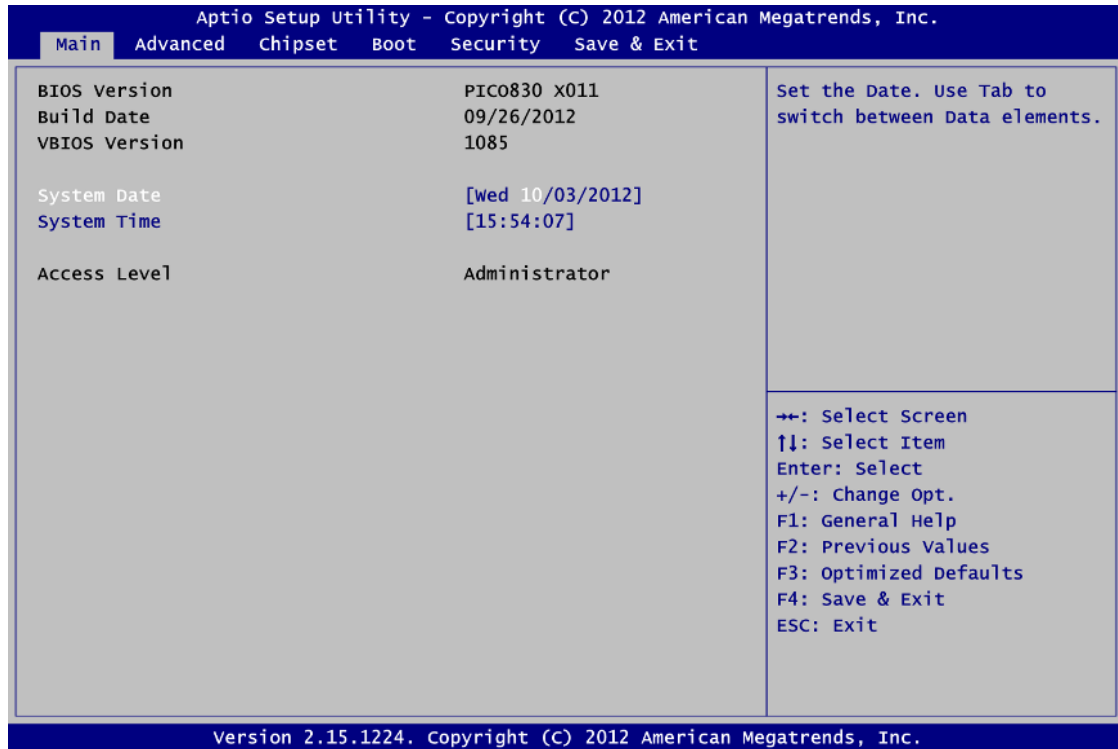 Aptio Setup Utility - Copyright (C) 2012 American Megatrends, Inc.
Main Advanced Chipset Boot Security Save & Exit
BIOS Version PICO830 X011
Build Date 09/26/2012
VBIOS Version 1085
System Date [Wed 10/03/2012]
System Time [15:54:07]
Access Level Administrator
Set the Date. Use Tab to
switch between Data elements.
→←: Select Screen
↑↓: Select Item
Enter: Select
+/-: Change Opt.
F1: General Help
F2: Previous Values
F3: Optimized Defaults
F4: Save & Exit
ESC: Exit
Version 2.15.1224. Copyright (C) 2012 American Megatrends, Inc.